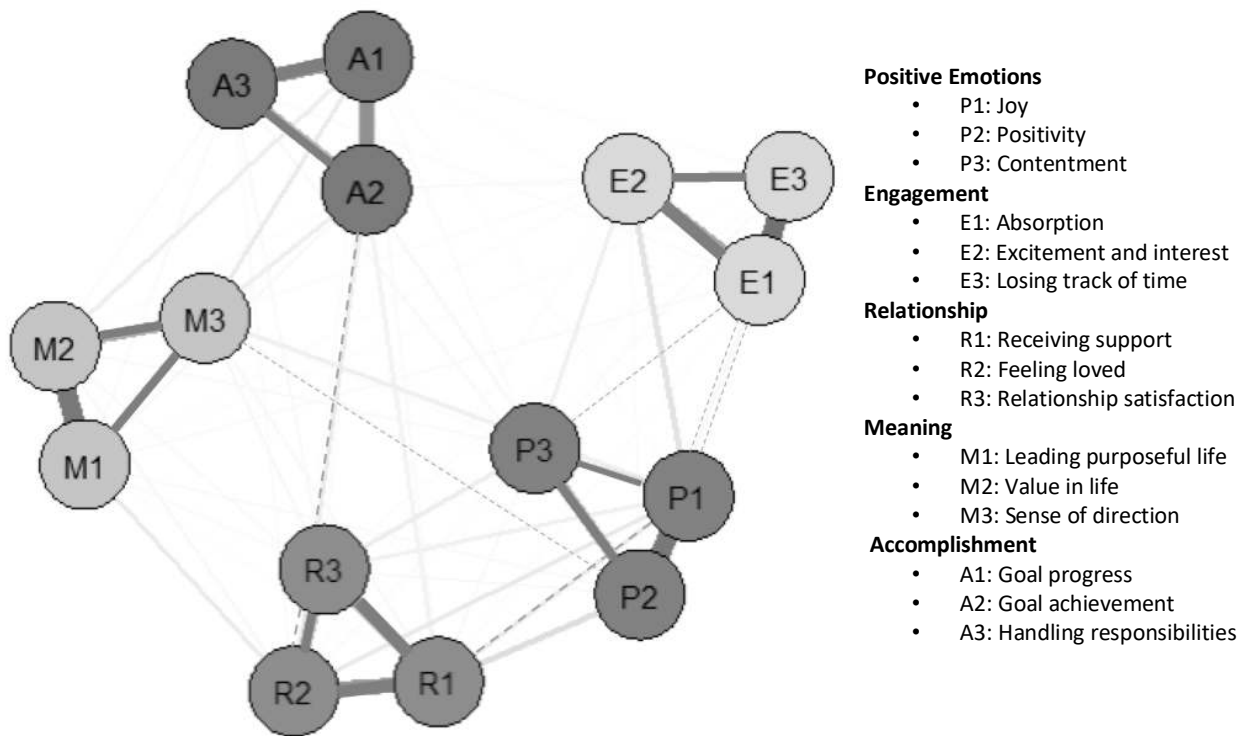 A1
A3
A2
E2
E3
E1
M3
M2
M1
P3
P1
P2
R3
R1
R2
Positive Emotions
• P1: Joy
• P2: Positivity
• P3: Contentment
Engagement
• E1: Absorption
• E2: Excitement and interest
• E3: Losing track of time
Relationship
• R1: Receiving support
• R2: Feeling loved
• R3: Relationship satisfaction
Meaning
• M1: Leading purposeful life
• M2: Value in life
• M3: Sense of direction
Accomplishment
• A1: Goal progress
• A2: Goal achievement
• A3: Handling responsibilities